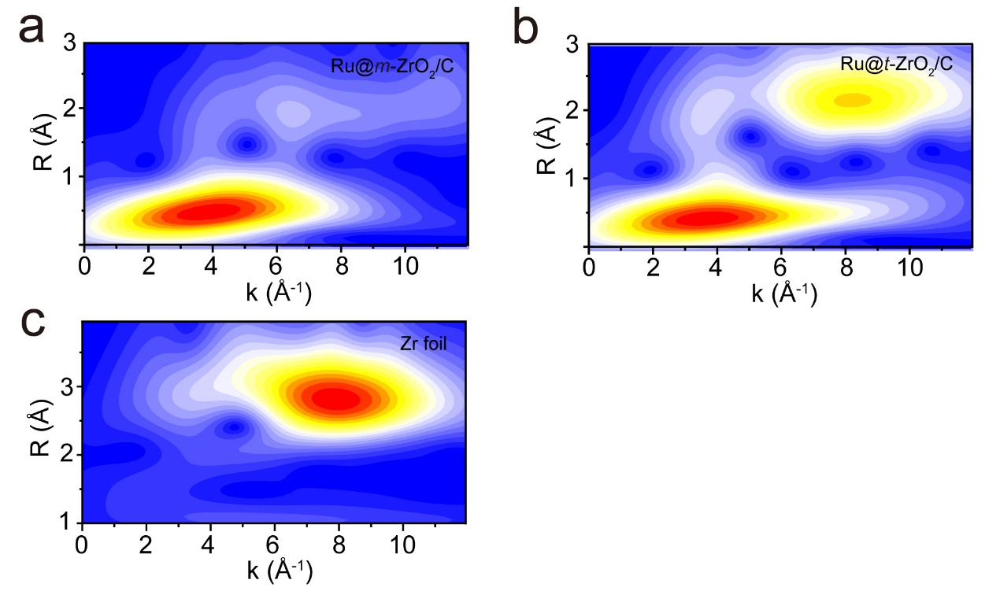 a
3
2
1
R (Å)
Ru@m-ZrO₂/C
0 2 4 6 8 10
k (Å⁻¹)
b
3
2
1
R (Å)
Ru@t-ZrO₂/C
0 2 4 6 8 10
k (Å⁻¹)
c
3
2
1
R (Å)
Zr foil
0 2 4 6 8 10
k (Å⁻¹)